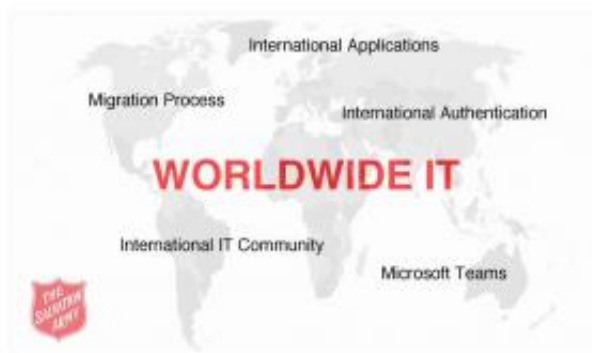 International Applications
Migration Process
International Authentication
WORLDWIDE IT
International IT Community
Microsoft Teams
THE
SALVATION
ARMY